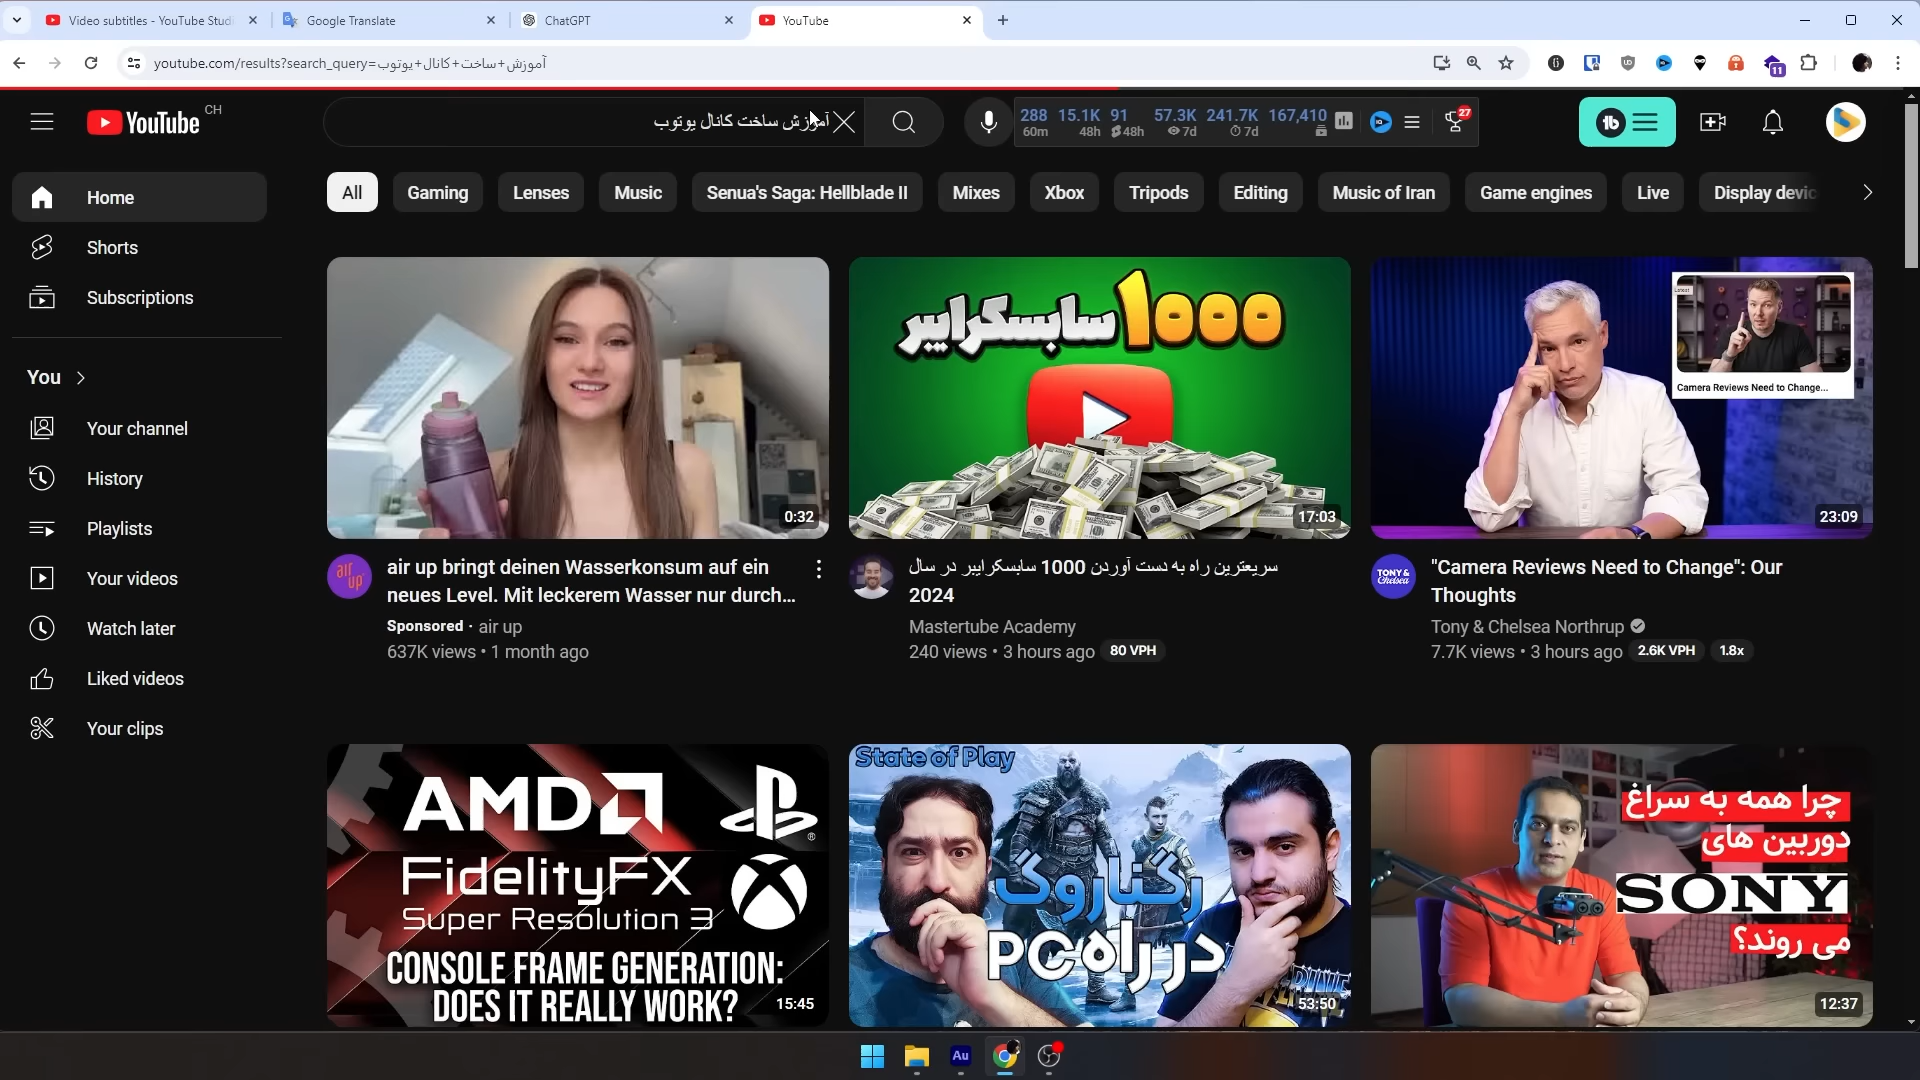 Video subtitles - YouTube Studi
Google Translate
ChatGPT
YouTube
youtube.com/results?search_query=آموزش+ساخت+کانال+یوتوب
11
YouTube CH
آموزش ساخت کانال یوتوب
288 15.1K 91 57.3K 241.7K 167,410
60m 48h 48h 7d 7d
27
Home
Shorts
Subscriptions
You
Your channel
History
Playlists
Your videos
Watch later
Liked videos
Your clips
All Gaming Lenses Music Senua's Saga: Hellblade II Mixes Xbox Tripods Editing Music of Iran Game engines Live Display devic
0:32
air up
air up bringt deinen Wasserkonsum auf ein
neues Level. Mit leckerem Wasser nur durch...
Sponsored · air up
637K views • 1 month ago
1000 سابسکرایبر
17:03
سریعترین راه به دست آوردن 1000 سابسکرایبر در سال
2024
Mastertube Academy
240 views • 3 hours ago 80 VPH
Latest
Camera Reviews Need to Change...
23:09
TONY &
Chelsea
"Camera Reviews Need to Change": Our
Thoughts
Tony & Chelsea Northrup
7.7K views • 3 hours ago 2.6K VPH 1.8x
AMD
FidelityFX
Super Resolution 3
CONSOLE FRAME GENERATION:
DOES IT REALLY WORK?
15:45
State of Play
رگناروک
در راه PC
53:50
چرا همه به سراغ
دوربین های
SONY
می روند؟
12:37
Au